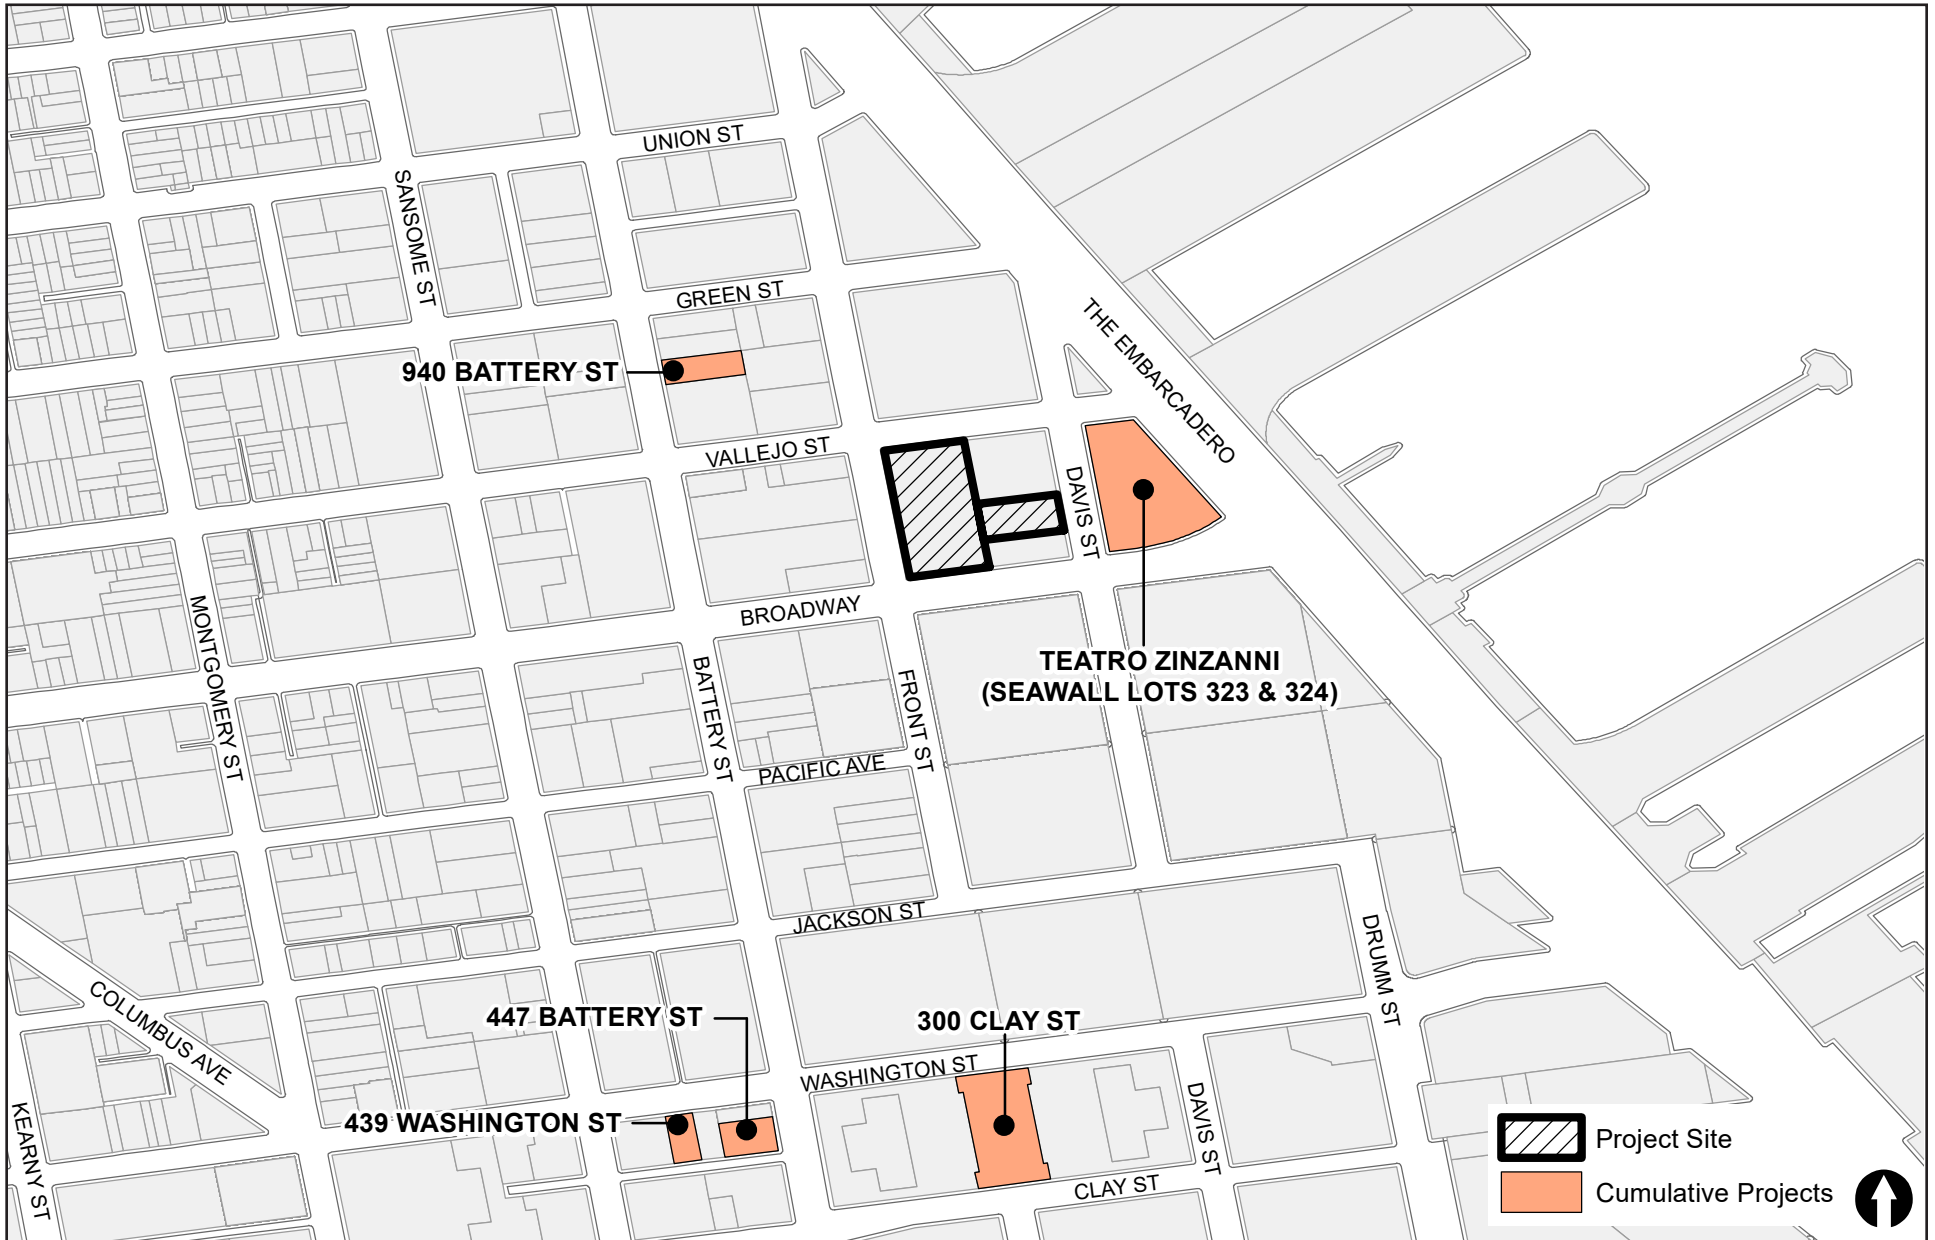 UNION ST
SANSOME ST
GREEN ST
THE EMBARCADERO
940 BATTERY ST
VALLEJO ST
DAVIS ST
BROADWAY
MONTGOMERY ST
BATTERY ST
FRONT ST
TEATRO ZINZANNI
(SEAWALL LOTS 323 & 324)
PACIFIC AVE
JACKSON ST
DRUMM ST
COLUMBUS AVE
447 BATTERY ST
300 CLAY ST
WASHINGTON ST
KEARNY ST
439 WASHINGTON ST
DAVIS ST
CLAY ST
Project Site
Cumulative Projects